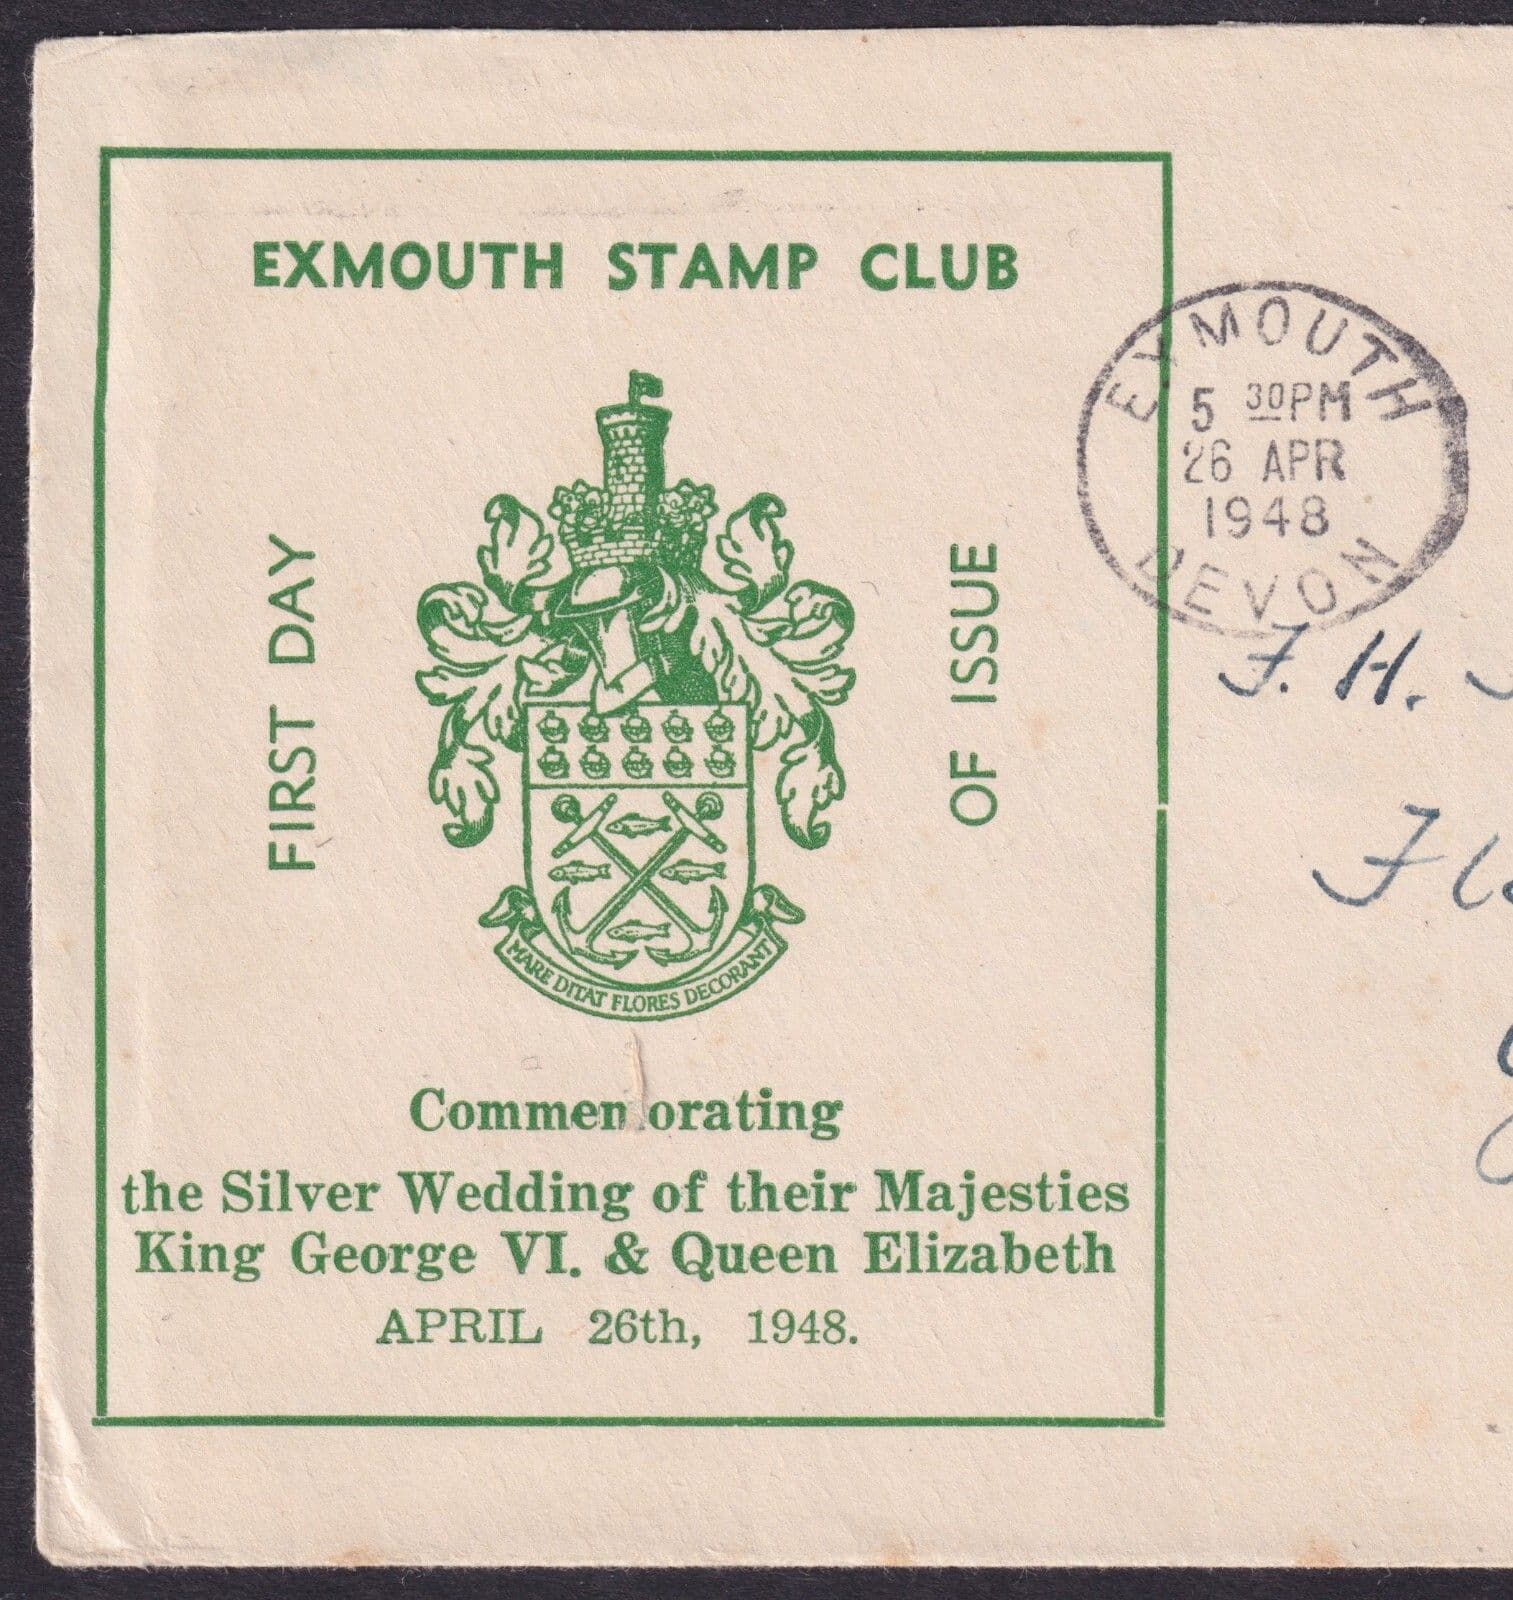 EXMOUTH STAMP CLUB
FIRST DAY
OF ISSUE
MARE DITAT FLORES DECORANT
Commemorating
the Silver Wedding of their Majesties
King George VI. & Queen Elizabeth
APRIL 26th, 1948.
EXMOUTH
5 30PM
26 APR
1948
DEVON
F. H.